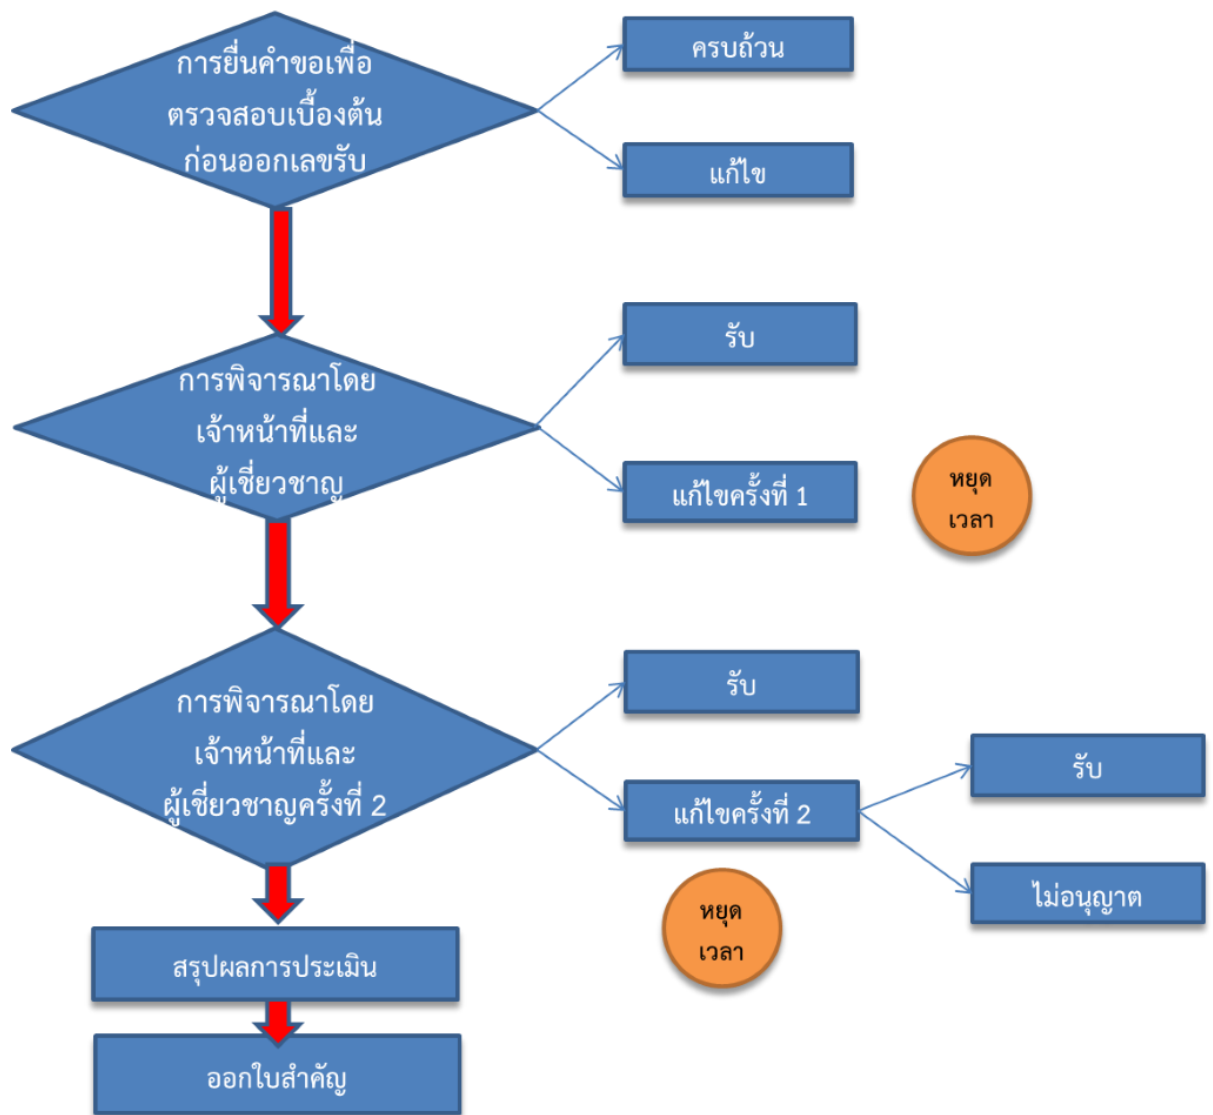 การยื่นคำขอเพื่อ
ตรวจสอบเบื้องต้น
ก่อนออกเลขรับ
ครบถ้วน
แก้ไข
การพิจารณาโดย
เจ้าหน้าที่และ
ผู้เชี่ยวชาญ
รับ
แก้ไขครั้งที่ 1
หยุด
เวลา
การพิจารณาโดย
เจ้าหน้าที่และ
ผู้เชี่ยวชาญครั้งที่ 2
รับ
แก้ไขครั้งที่ 2
รับ
ไม่อนุญาต
หยุด
เวลา
สรุปผลการประเมิน
ออกใบสำคัญ